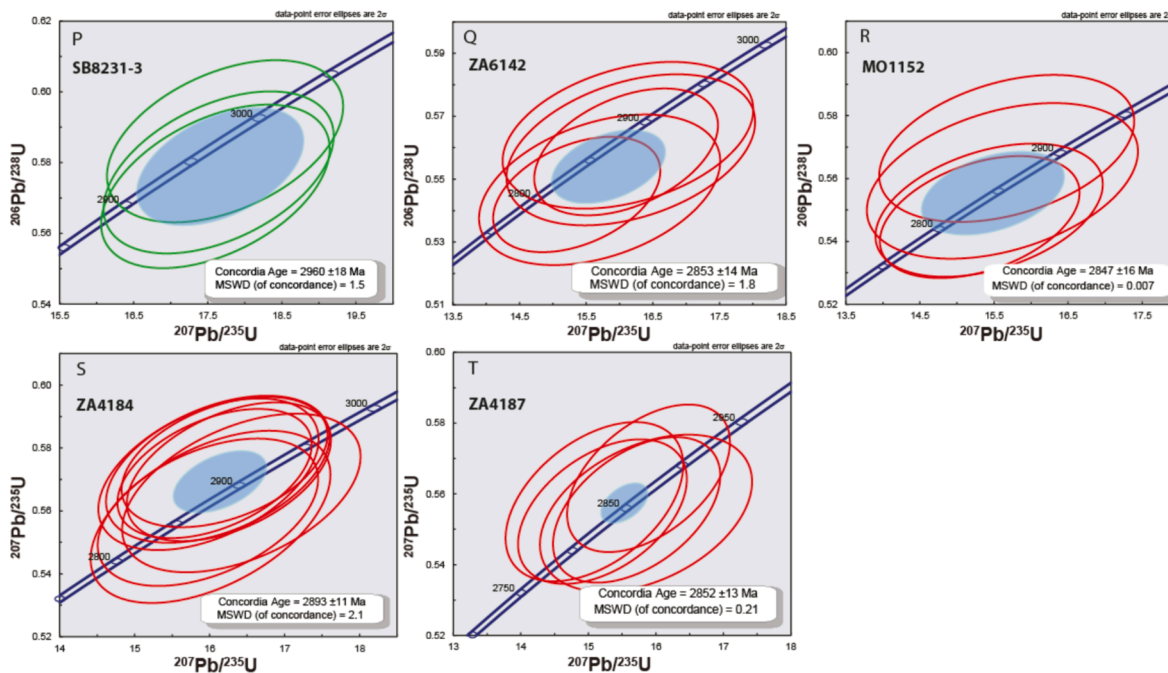 data-point error ellipses are 2σ
P
SB8231-3
0.62
0.60
0.58
0.56
0.54
206Pb/238U
3000
2900
Concordia Age = 2960 ±18 Ma
MSWD (of concordance) = 1.5
15.5
16.5
17.5
18.5
19.5
207Pb/235U
data-point error ellipses are 2σ
Q
ZA6142
0.59
0.57
0.55
0.53
0.51
206Pb/238U
3000
2900
2800
Concordia Age = 2853 ±14 Ma
MSWD (of concordance) = 1.8
13.5
14.5
15.5
16.5
17.5
18.5
207Pb/235U
data-point error ellipses are 2σ
R
MO1152
0.60
0.58
0.56
0.54
0.52
206Pb/238U
2900
2800
Concordia Age = 2847 ±16 Ma
MSWD (of concordance) = 0.007
13.5
14.5
15.5
16.5
17.5
207Pb/235U
data-point error ellipses are 2σ
S
ZA4184
0.60
0.58
0.56
0.54
0.52
207Pb/235U
3000
2900
2800
Concordia Age = 2893 ±11 Ma
MSWD (of concordance) = 2.1
14
15
16
17
18
207Pb/235U
data-point error ellipses are 2σ
T
ZA4187
0.60
0.58
0.56
0.54
0.52
207Pb/235U
2950
2850
2750
Concordia Age = 2852 ±13 Ma
MSWD (of concordance) = 0.21
13
14
15
16
17
18
207Pb/235U